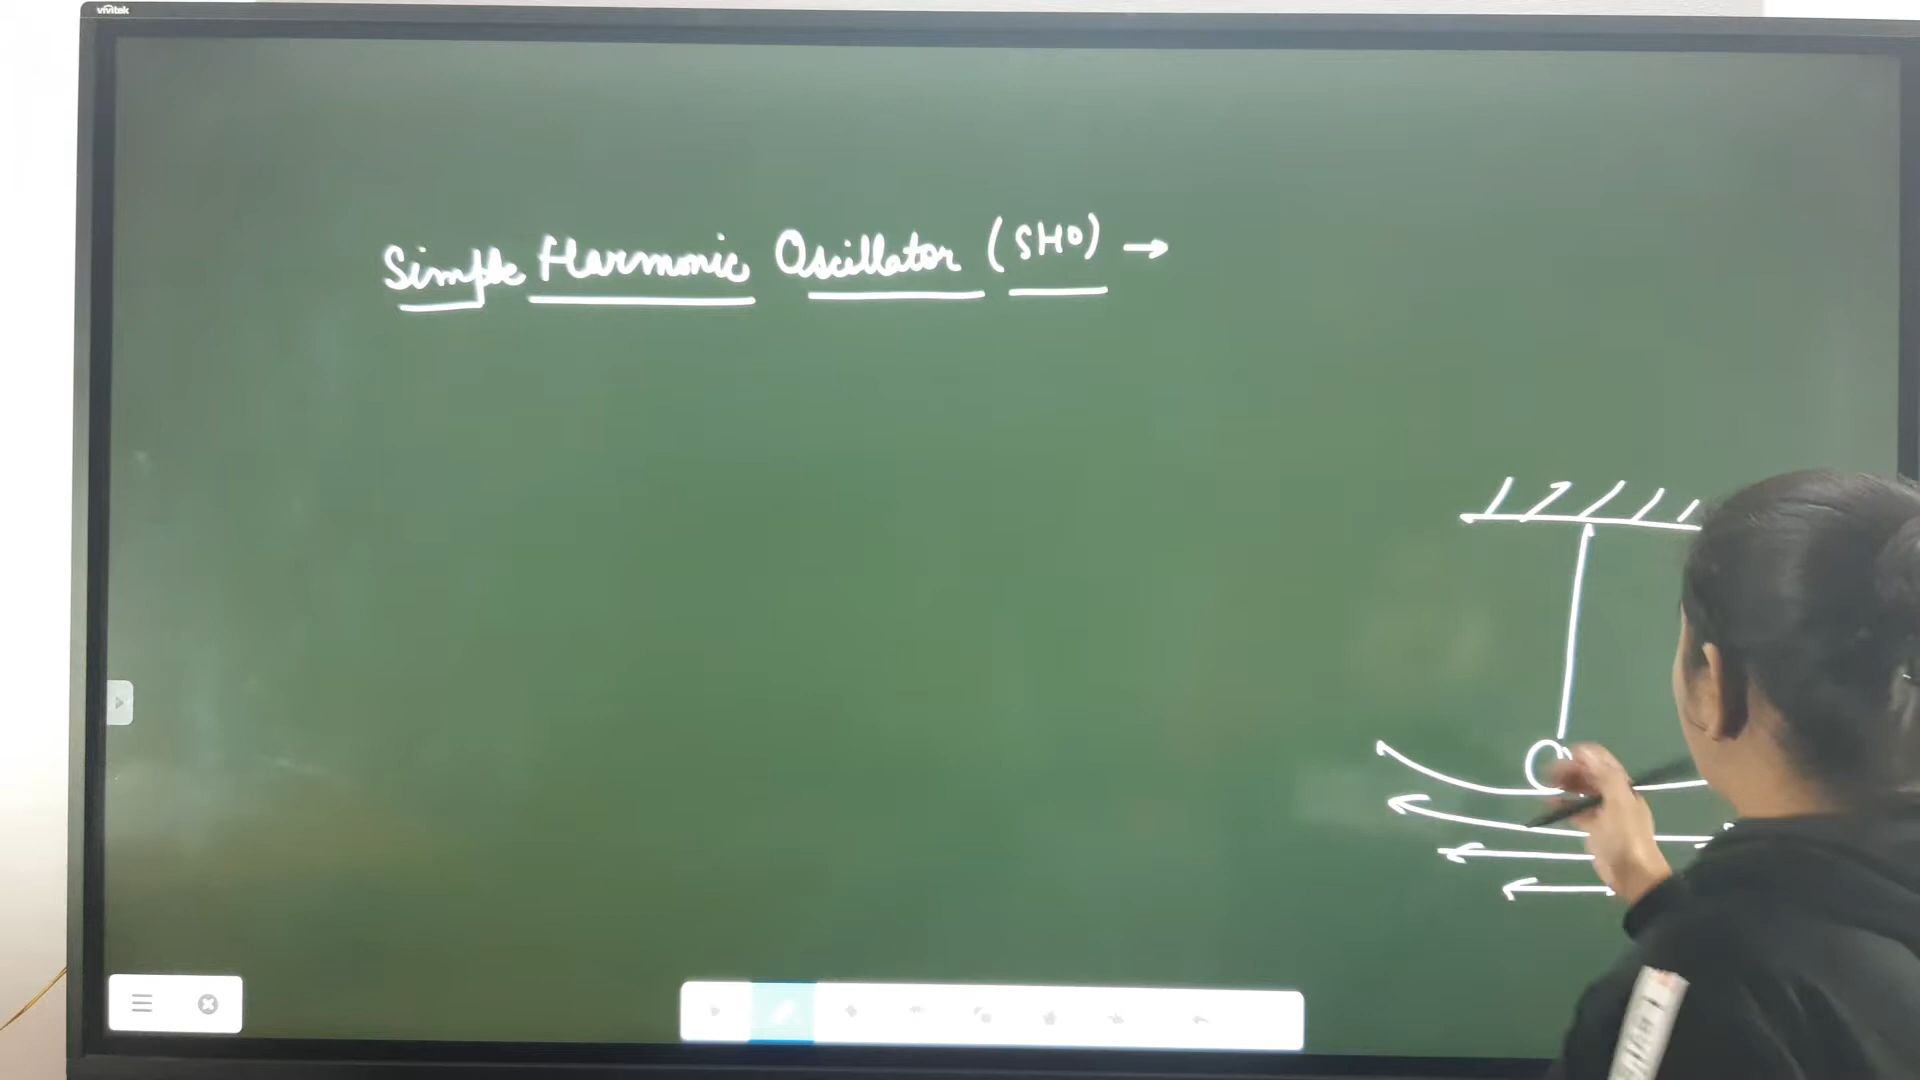 vivitek
Simple Harmonic Oscillator (SHO) →